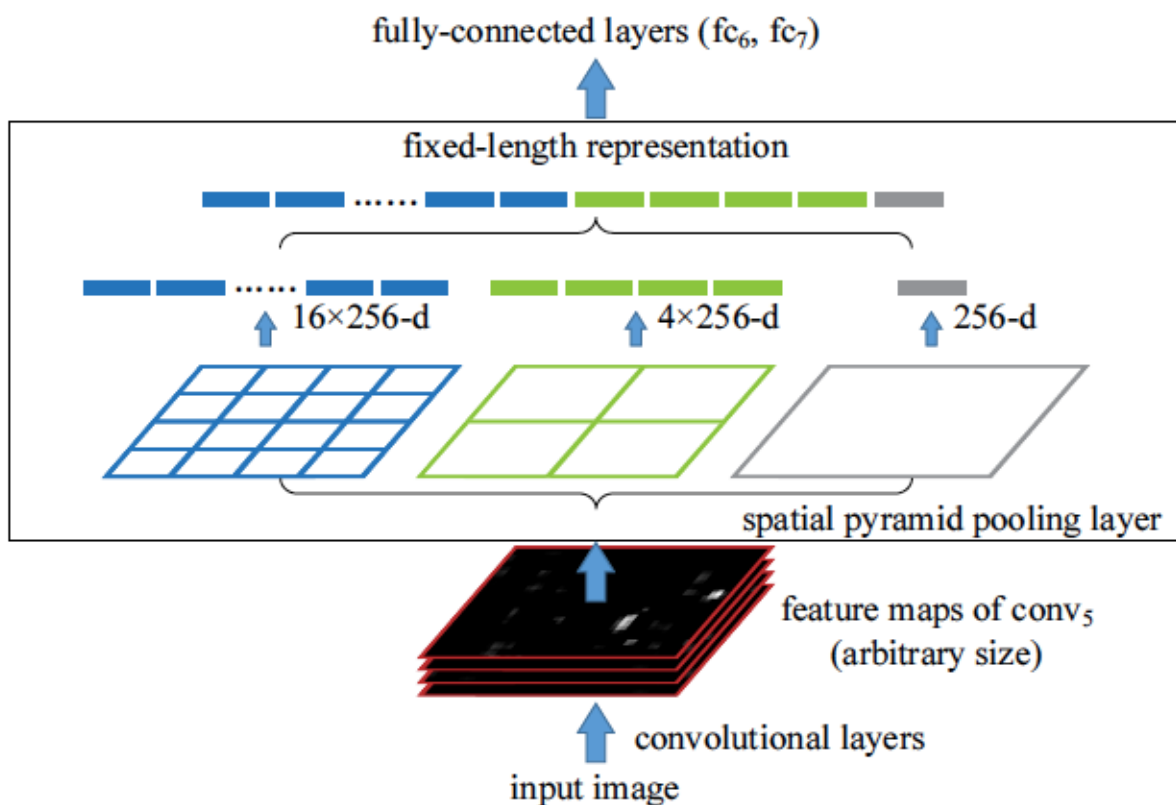 fully-connected layers (fc₆, fc₇)
fixed-length representation
......
......
16×256-d
4×256-d
256-d
spatial pyramid pooling layer
feature maps of conv₅
(arbitrary size)
convolutional layers
input image